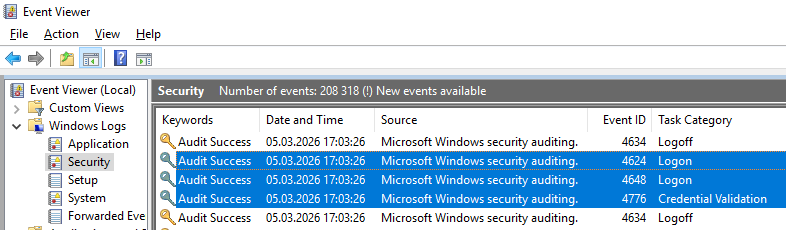 Event Viewer
File Action View Help
Event Viewer (Local)
Custom Views
Windows Logs
Application
Security
Setup
System
Forwarded Eve
Security Number of events: 208 318 (!) New events available
Keywords Date and Time Source Event ID Task Category
Audit Success 05.03.2026 17:03:26 Microsoft Windows security auditing. 4634 Logoff
Audit Success 05.03.2026 17:03:26 Microsoft Windows security auditing. 4624 Logon
Audit Success 05.03.2026 17:03:26 Microsoft Windows security auditing. 4648 Logon
Audit Success 05.03.2026 17:03:26 Microsoft Windows security auditing. 4776 Credential Validation
Audit Success 05.03.2026 17:03:26 Microsoft Windows security auditing. 4634 Logoff